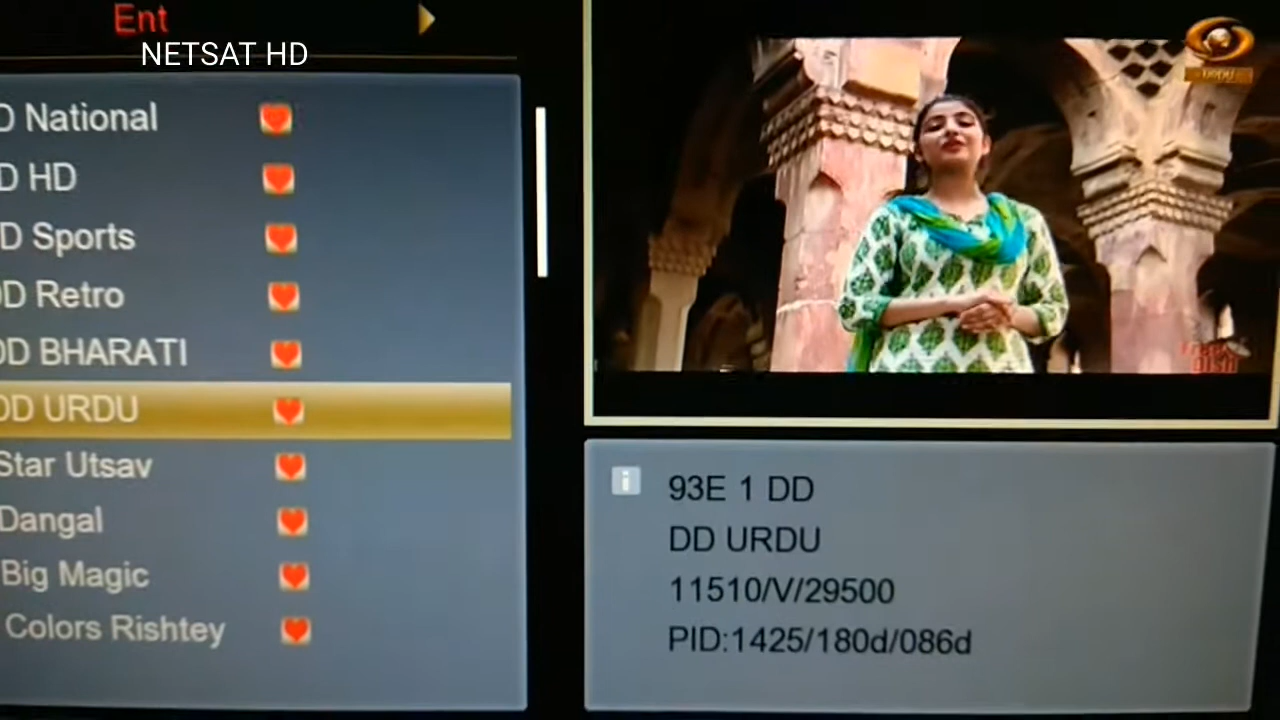 Ent
NETSAT HD
D National
D HD
D Sports
DD Retro
DD BHARATI
DD URDU
Star Utsav
Dangal
Big Magic
Colors Rishtey
उर्दू
93E 1 DD
DD URDU
11510/V/29500
PID:1425/180d/086d